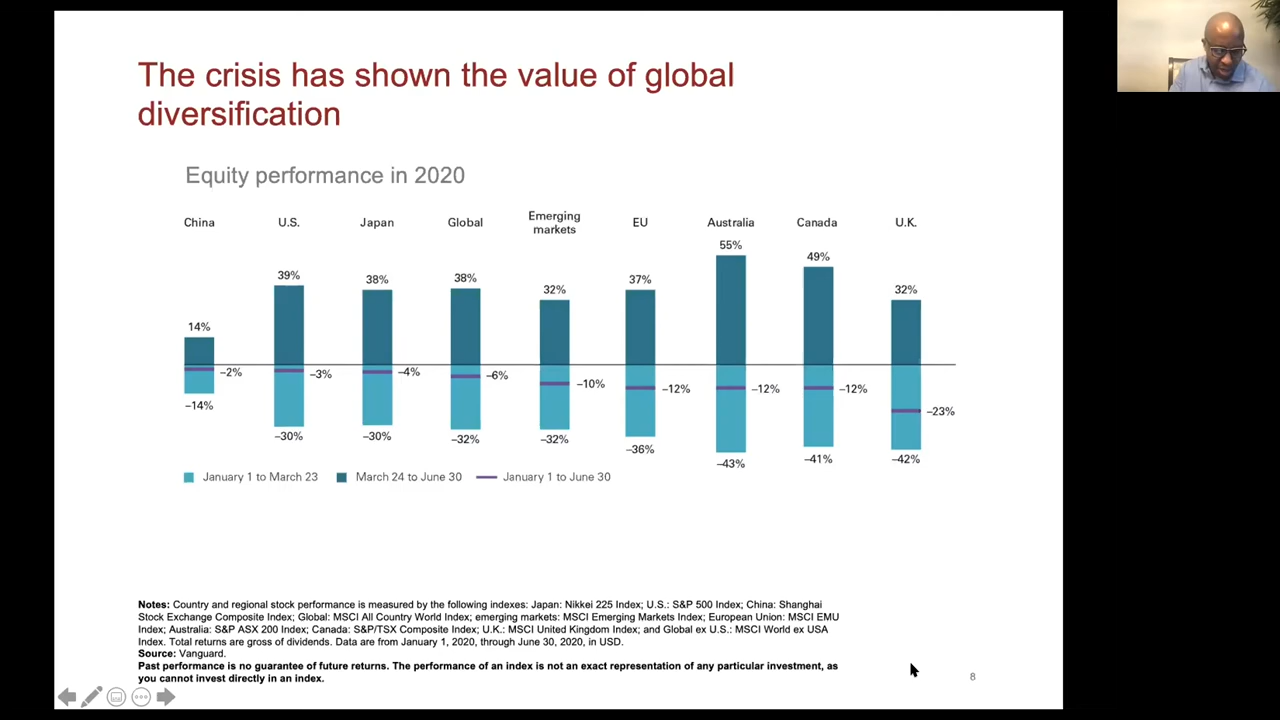 The crisis has shown the value of global
diversification
Equity performance in 2020
China
U.S.
Japan
Global
Emerging
markets
EU
Australia
Canada
U.K.
14%
39%
38%
38%
32%
37%
55%
49%
32%
–2%
–3%
–4%
–6%
–10%
–12%
–12%
–12%
–23%
–14%
–30%
–30%
–32%
–32%
–36%
–43%
–41%
–42%
January 1 to March 23
March 24 to June 30
January 1 to June 30
Notes: Country and regional stock performance is measured by the following indexes: Japan: Nikkei 225 Index; U.S.: S&P 500 Index; China: Shanghai
Stock Exchange Composite Index; Global: MSCI All Country World Index; emerging markets: MSCI Emerging Markets Index; European Union: MSCI EMU
Index; Australia: S&P ASX 200 Index; Canada: S&P/TSX Composite Index; U.K.: MSCI United Kingdom Index; and Global ex U.S.: MSCI World ex USA
Index. Total returns are gross of dividends. Data are from January 1, 2020, through June 30, 2020, in USD.
Source: Vanguard.
Past performance is no guarantee of future returns. The performance of an index is not an exact representation of any particular investment, as
you cannot invest directly in an index.
8